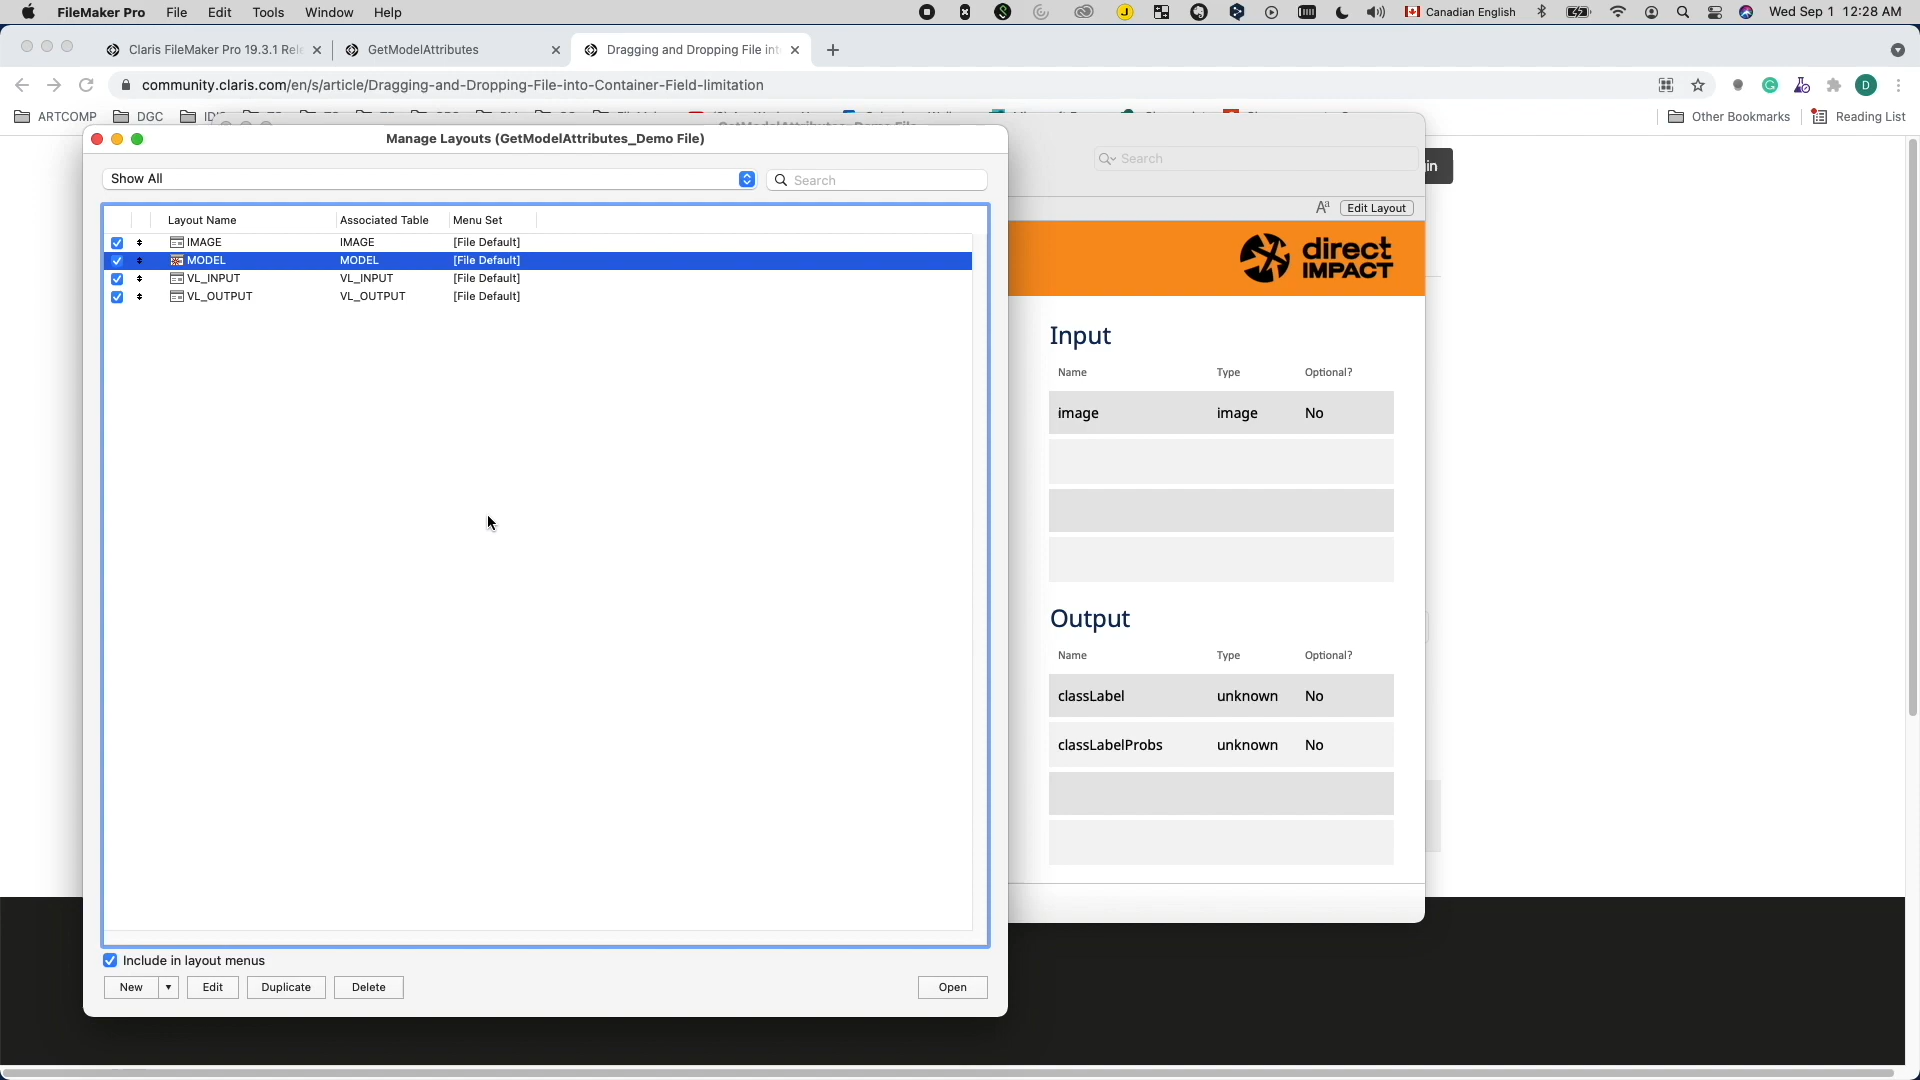 FileMaker Pro File Edit Tools Window Help
Canadian English Wed Sep 1 12:28 AM
Claris FileMaker Pro 19.3.1 Rele
GetModelAttributes
Dragging and Dropping File int
community.claris.com/en/s/article/Dragging-and-Dropping-File-into-Container-Field-limitation
ARTCOMP DGC
Other Bookmarks Reading List
Manage Layouts (GetModelAttributes_Demo File)
Show All
Search
Search
in
Layout Name Associated Table Menu Set
IMAGE IMAGE [File Default]
MODEL MODEL [File Default]
VL_INPUT VL_INPUT [File Default]
VL_OUTPUT VL_OUTPUT [File Default]
Include in layout menus
New Edit Duplicate Delete Open
Edit Layout
direct
IMPACT
Input
Name Type Optional?
image image No
Output
Name Type Optional?
classLabel unknown No
classLabelProbs unknown No